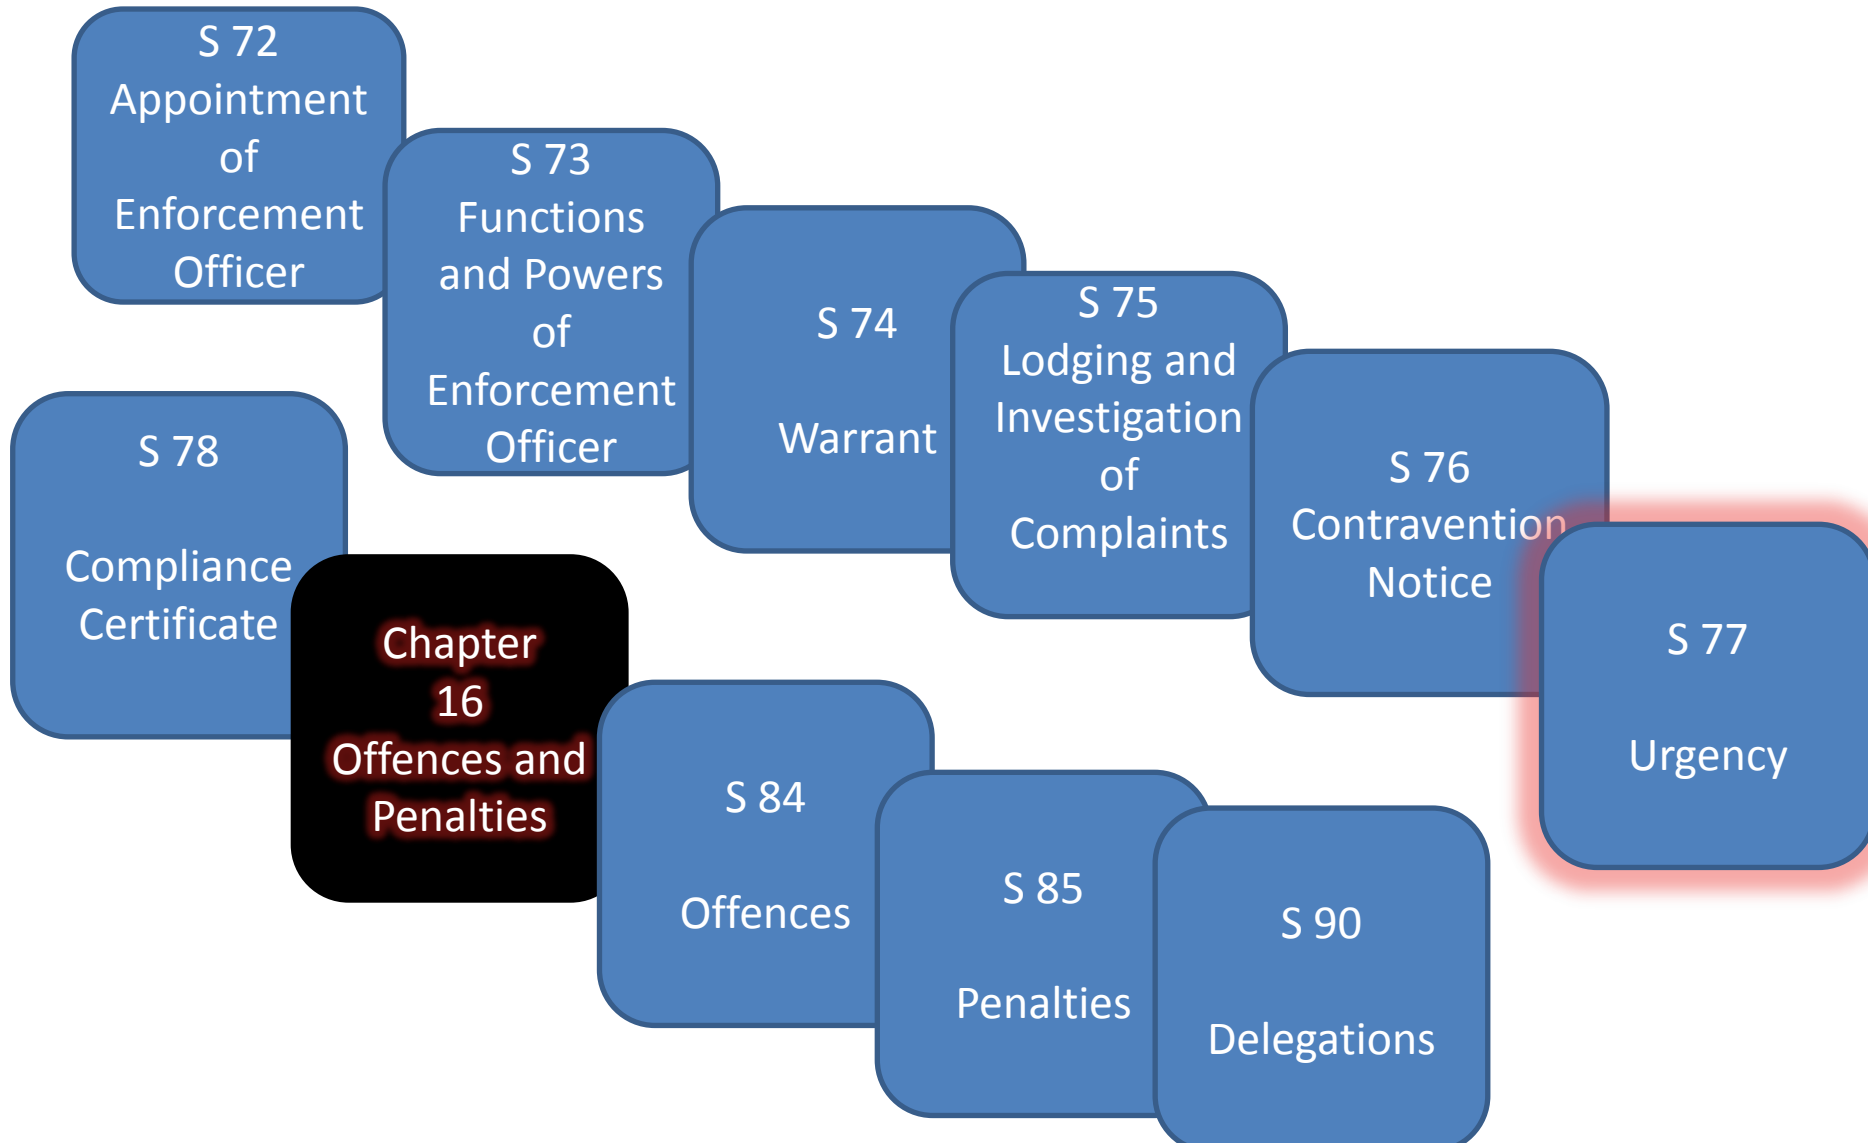 S 72
Appointment
of
Enforcement
Officer
S 73
Functions
and Powers
of
Enforcement
Officer
S 74
Warrant
S 75
Lodging and
Investigation
of
Complaints
S 76
Contravention
Notice
S 77
Urgency
S 78
Compliance
Certificate
Chapter
16
Offences and
Penalties
S 84
Offences
S 85
Penalties
S 90
Delegations